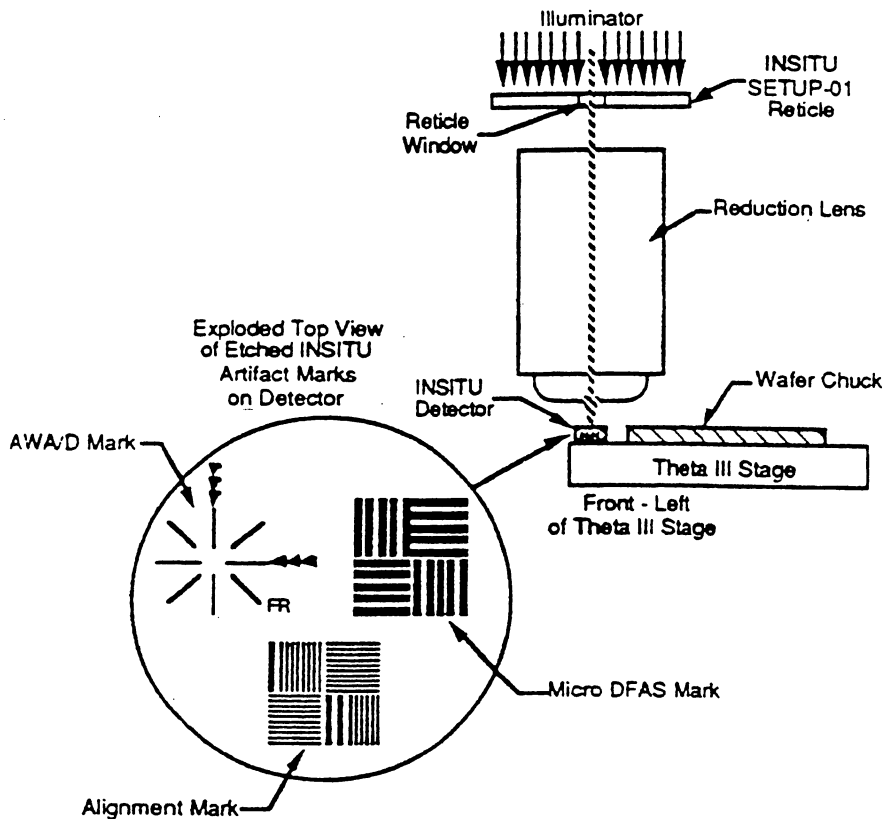 Illuminator
INSITU
SETUP-01
Reticle
Reticle
Window
Reduction Lens
Exploded Top View
of Etched INSITU
Artifact Marks
on Detector
INSITU
Detector
Wafer Chuck
AWA/D Mark
Theta III Stage
Front - Left
of Theta III Stage
FR
Micro DFAS Mark
Alignment Mark